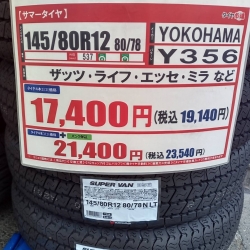 【サマータイヤ】
145/80R12 80/78
YOKOHAMA
Y356
ザッツ・ライフ・エッセ・ミラ など
17,400円(税込 19,140円)
21,400円(税込 23,540円)
SUPER VAN
145/80R12 80/78N LT